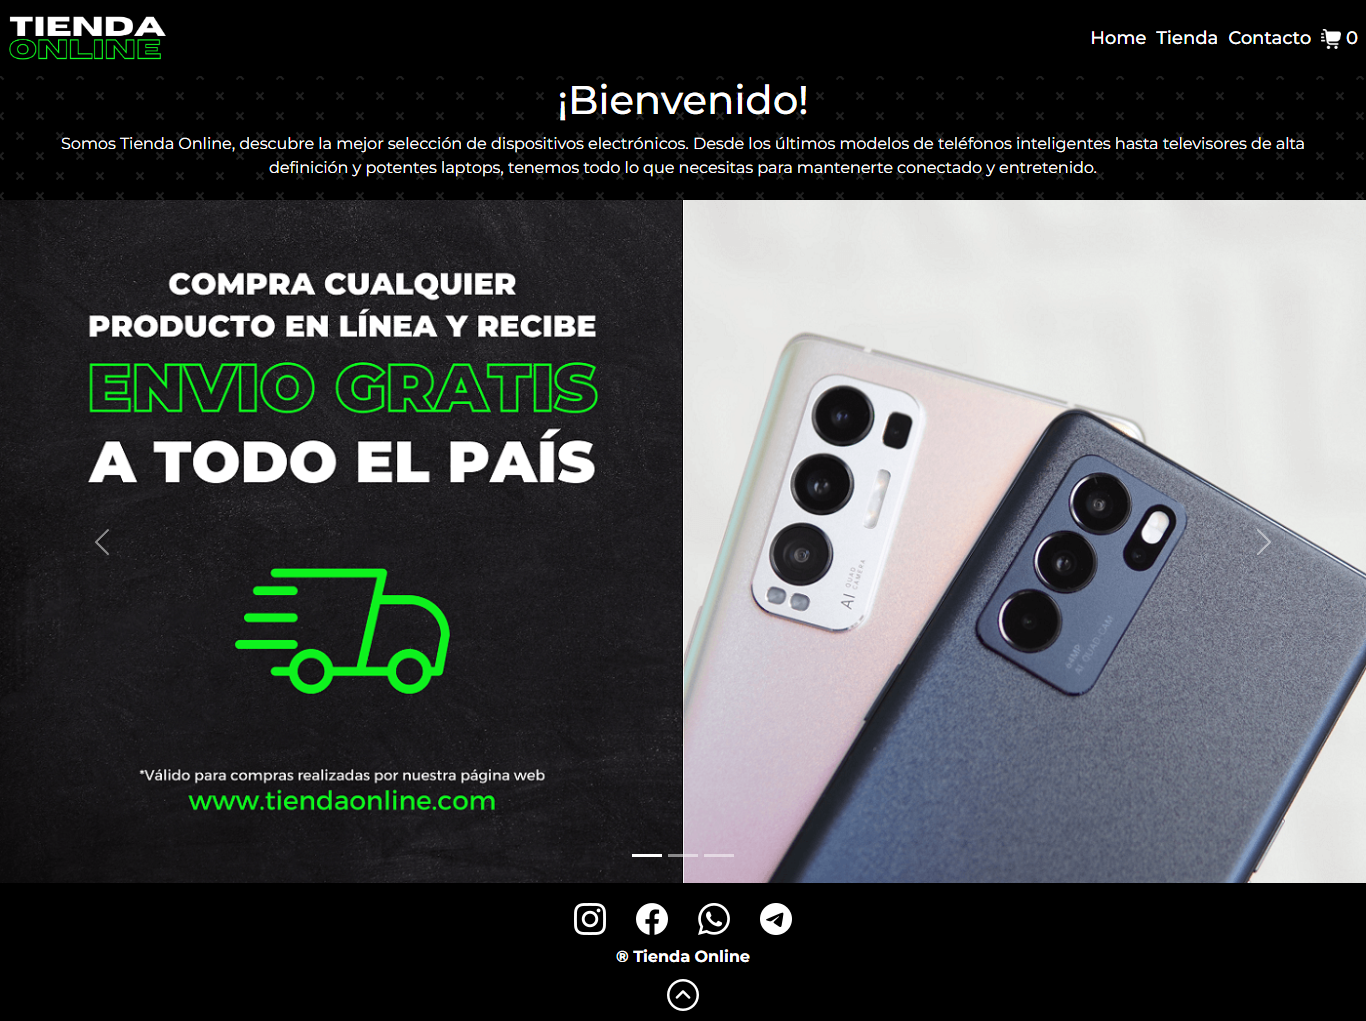 TIENDA
ONLINE
Home Tienda Contacto 0
¡Bienvenido!
Somos Tienda Online, descubre la mejor selección de dispositivos electrónicos. Desde los últimos modelos de teléfonos inteligentes hasta televisores de alta
definición y potentes laptops, tenemos todo lo que necesitas para mantenerte conectado y entretenido.
COMPRA CUALQUIER
PRODUCTO EN LÍNEA Y RECIBE
ENVIO GRATIS
A TODO EL PAÍS
*Válido para compras realizadas por nuestra página web
www.tiendaonline.com
AI QUAD
CAMERA
64MP
AI QUAD CAM
® Tienda Online